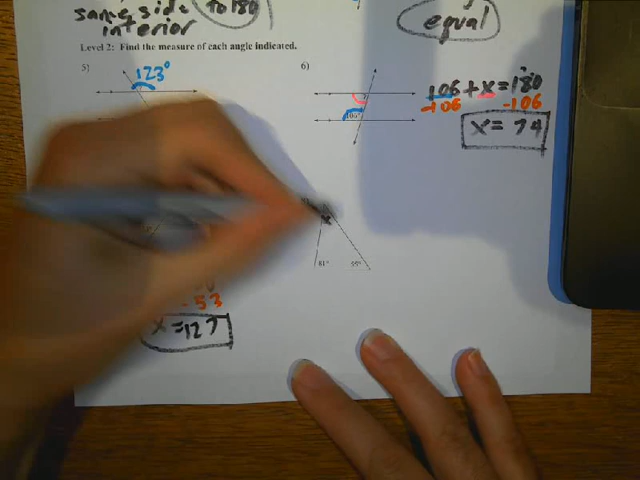 same side to 180
interior
equal
Level 2: Find the measure of each angle indicated.
5)
123°
6)
106°
106 + x = 180
-106 -106
x = 74
53
x = 127
81°
55°